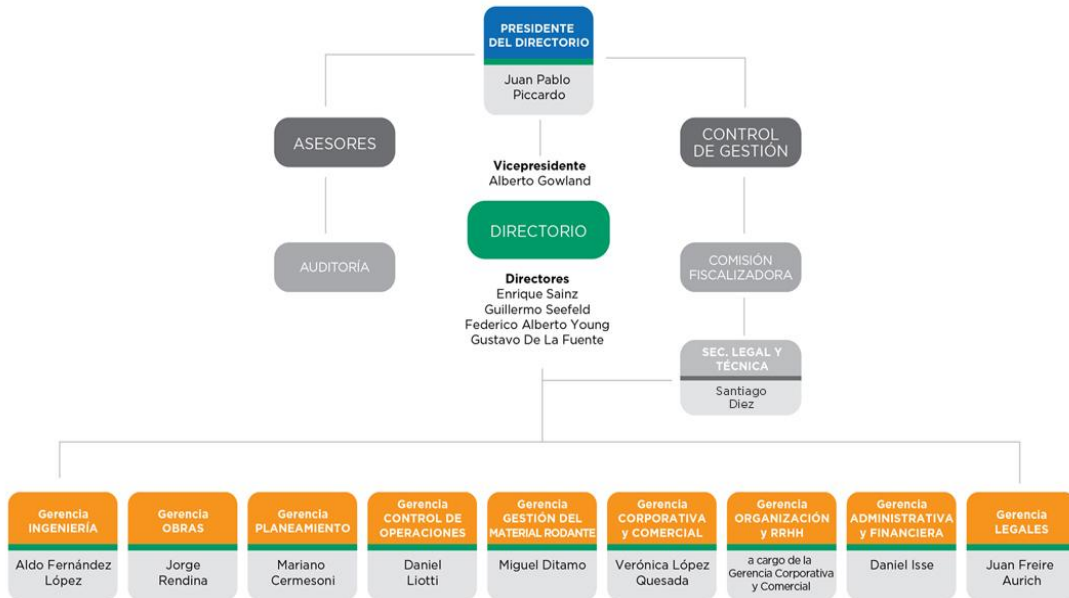 PRESIDENTE
DEL DIRECTORIO
Juan Pablo
Piccardo
ASESORES
CONTROL
DE GESTIÓN
Vicepresidente
Alberto Gowland
DIRECTORIO
AUDITORÍA
COMISIÓN
FISCALIZADORA
Directores
Enrique Sainz
Guillermo Seefeld
Federico Alberto Young
Gustavo De La Fuente
SEC. LEGAL Y
TÉCNICA
Santiago
Diez
Gerencia
INGENIERÍA
Aldo Fernández
López
Gerencia
OBRAS
Jorge
Rendina
Gerencia
PLANEAMIENTO
Mariano
Cermesoni
Gerencia
CONTROL DE
OPERACIONES
Daniel
Liotti
Gerencia
GESTIÓN DEL
MATERIAL RODANTE
Miguel Ditamo
Gerencia
CORPORATIVA
y COMERCIAL
Verónica López
Quesada
Gerencia
ORGANIZACIÓN
y RRHH
a cargo de la
Gerencia Corporativa
y Comercial
Gerencia
ADMINISTRATIVA
y FINANCIERA
Daniel Isse
Gerencia
LEGALES
Juan Freire
Aurich